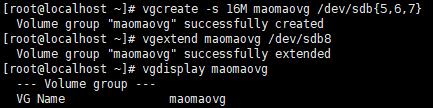 [root@localhost ~]# vgcreate -s 16M maomaovg /dev/sdb{5,6,7}
  Volume group "maomaovg" successfully created
[root@localhost ~]# vgextend maomaovg /dev/sdb8
  Volume group "maomaovg" successfully extended
[root@localhost ~]# vgdisplay maomaovg
  --- Volume group ---
  VG Name               maomaovg